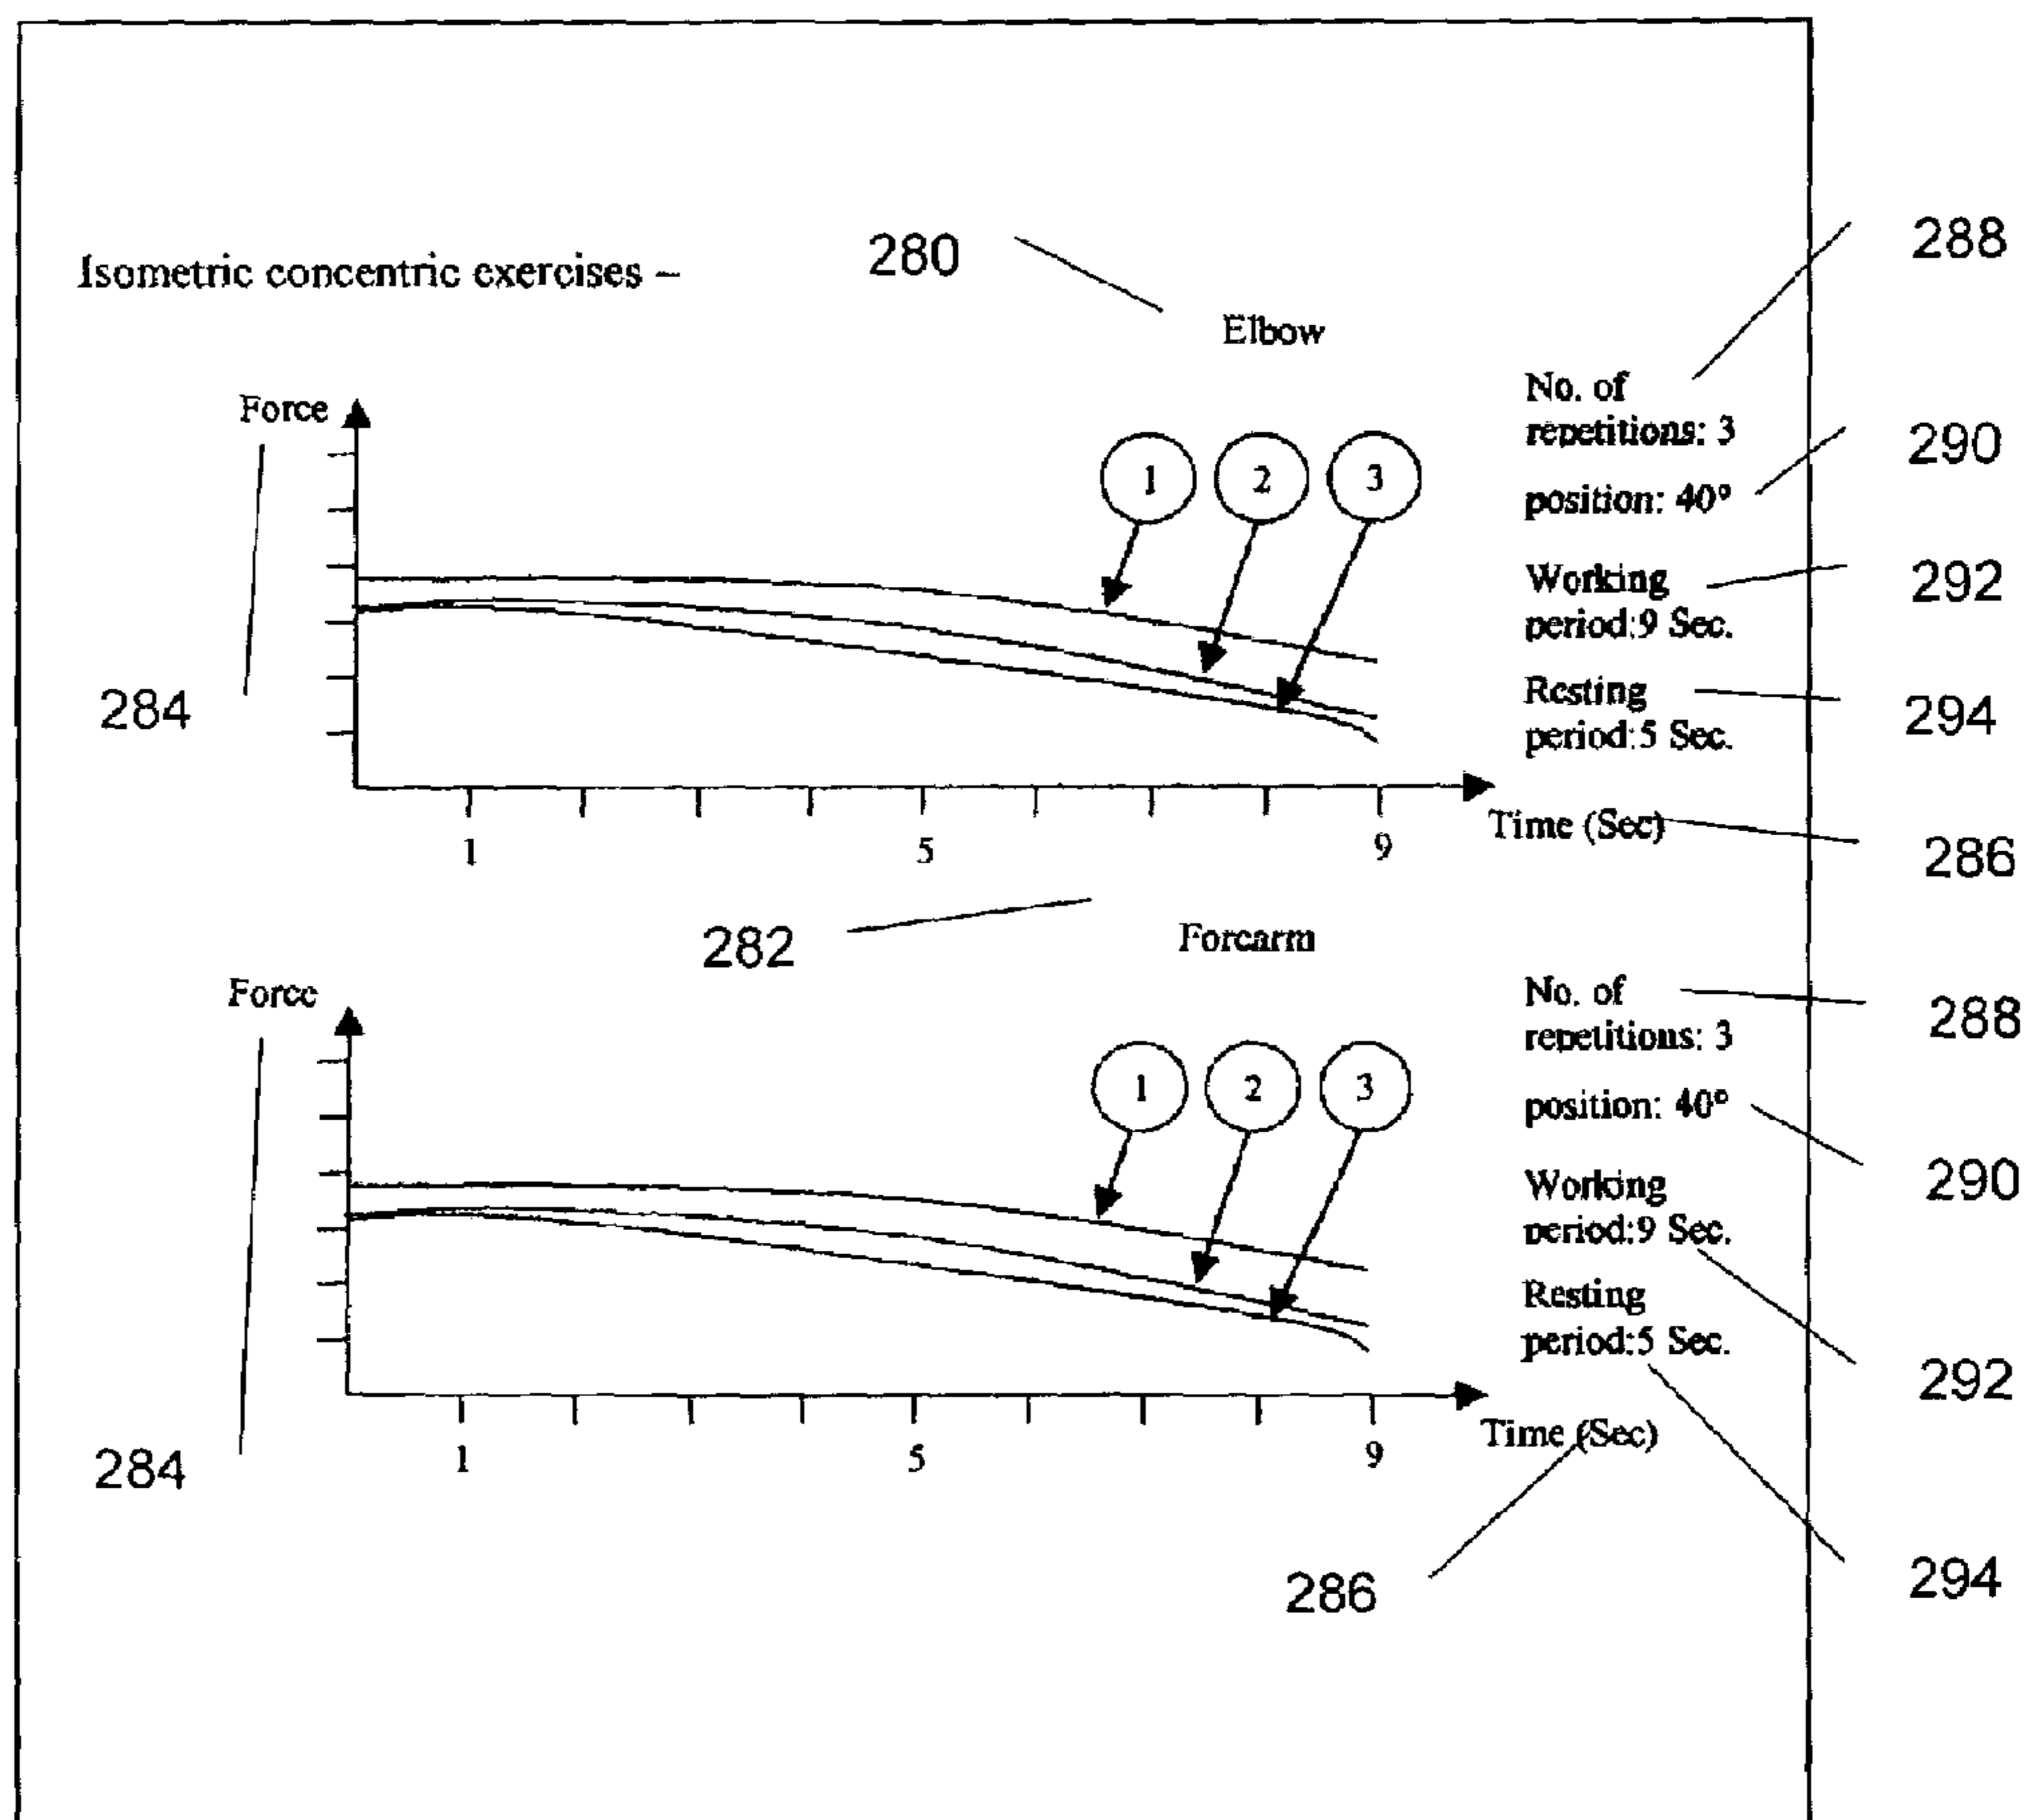 Isometric concentric exercises –
280
Elbow
288
Force
No. of
repetitions: 3
290
position: 40°
1 2 3
Working
period:9 Sec.
292
284
Resting
period:5 Sec.
294
Time (Sec)
1 5 9
286
282
Forearm
Force
No. of
repetitions: 3
288
position: 40°
1 2 3
290
Working
period:9 Sec.
292
Resting
period:5 Sec.
294
284
Time (Sec)
1 5 9
286